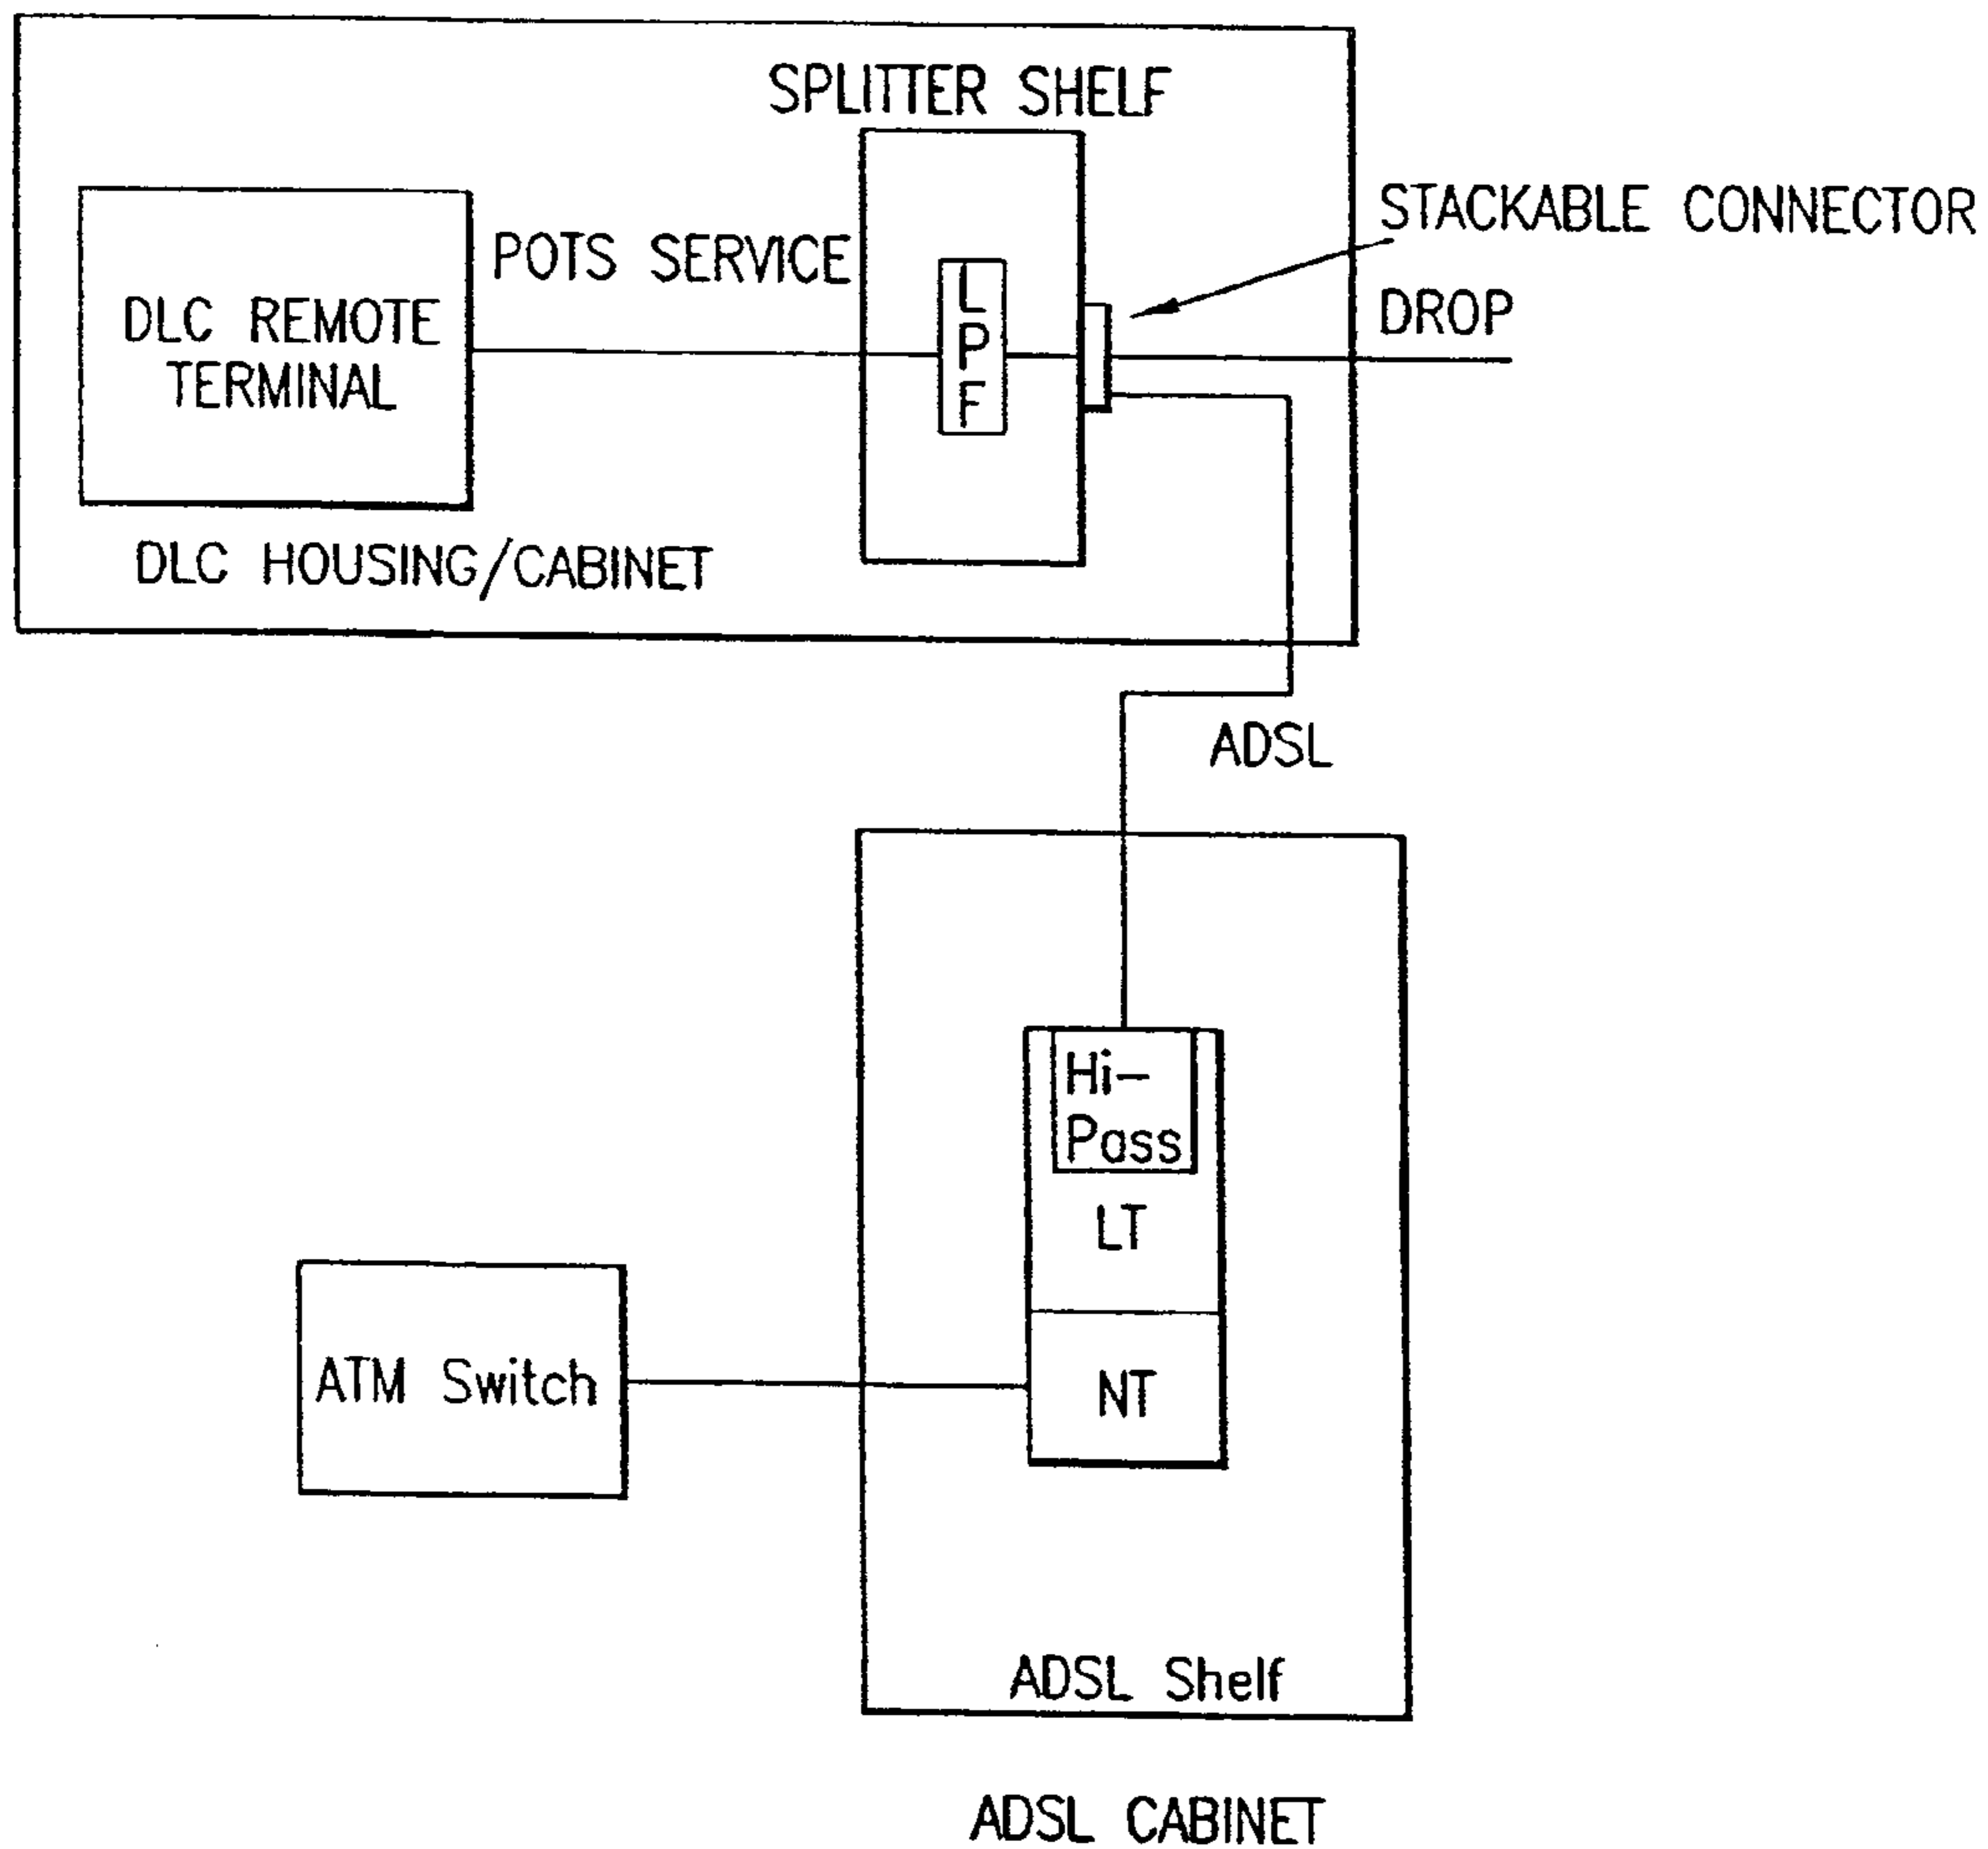 SPLITTER SHELF
STACKABLE CONNECTOR
POTS SERVICE
DROP
DLC REMOTE
TERMINAL
L
P
F
DLC HOUSING/CABINET
ADSL
Hi-
Pass
LT
ATM Switch
NT
ADSL Shelf
ADSL CABINET